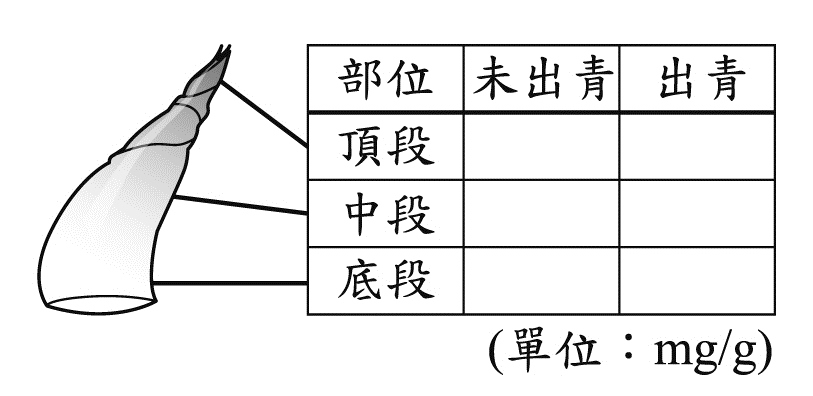 部位 未出青 出青
頂段
中段
底段
(單位：mg/g)